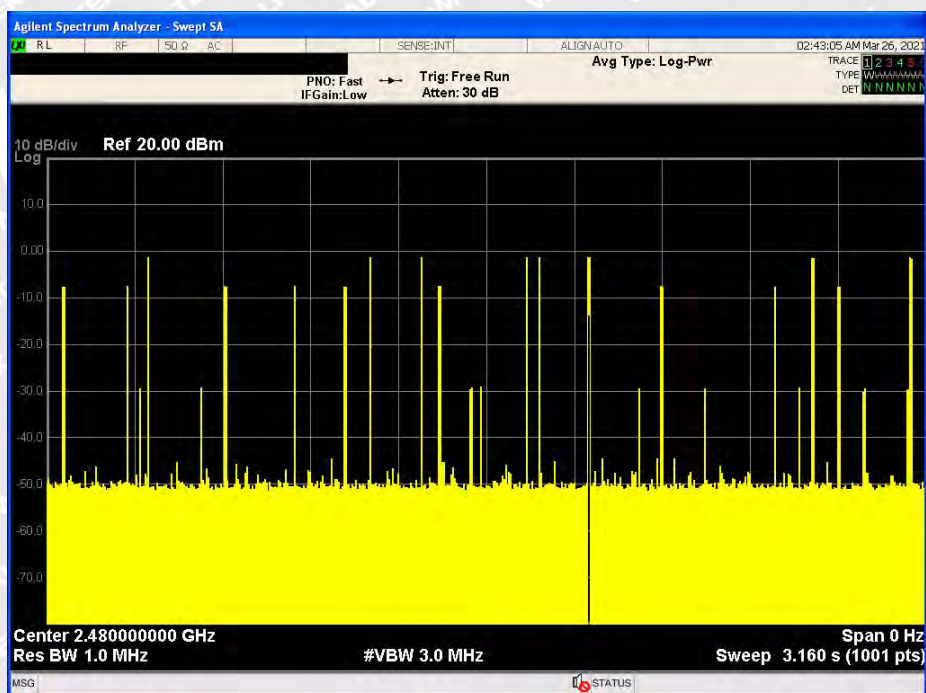 Agilent Spectrum Analyzer - Swept SA
RL RF 50 Ω AC SENSE:INT ALIGN AUTO 02:43:05 AM Mar 26, 2021
Avg Type: Log-Pwr
TRACE 1 2 3 4 5 6
PNO: Fast Trig: Free Run
TYPE
IFGain:Low Atten: 30 dB
DET N N N N N N
10 dB/div Ref 20.00 dBm
Log
10.0
0.00
-10.0
-20.0
-30.0
-40.0
-50.0
-60.0
-70.0
Center 2.480000000 GHz Span 0 Hz
Res BW 1.0 MHz #VBW 3.0 MHz Sweep 3.160 s (1001 pts)
MSG STATUS